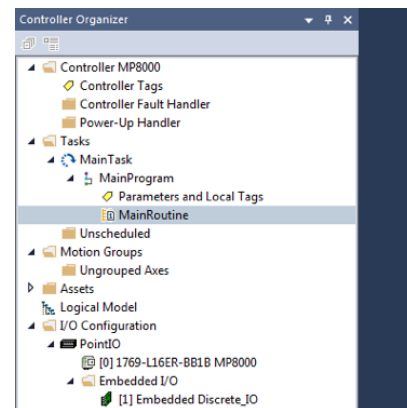 Controller Organizer
Controller MP8000
Controller Tags
Controller Fault Handler
Power-Up Handler
Tasks
MainTask
MainProgram
Parameters and Local Tags
MainRoutine
Unscheduled
Motion Groups
Ungrouped Axes
Assets
Logical Model
I/O Configuration
PointIO
[0] 1769-L16ER-BB1B MP8000
Embedded I/O
[1] Embedded Discrete_IO